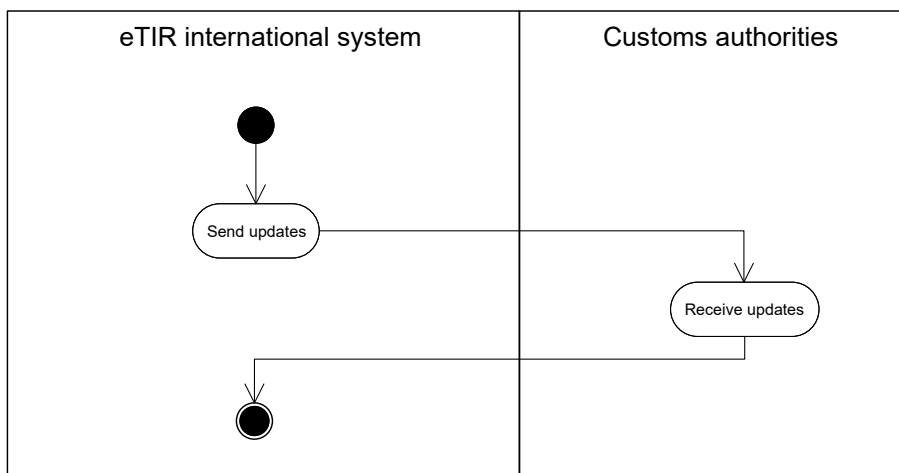 eTIR international system
Customs authorities
Send updates
Receive updates